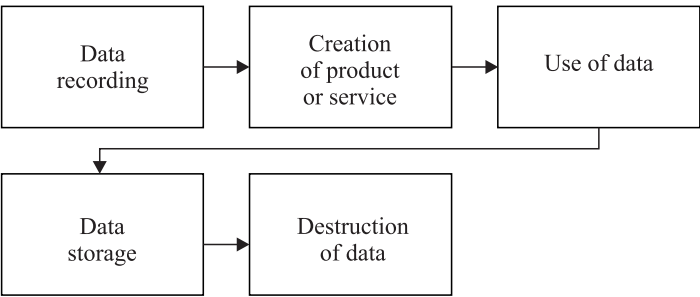 Data
recording
Creation
of product
or service
Use of data
Data
storage
Destruction
of data